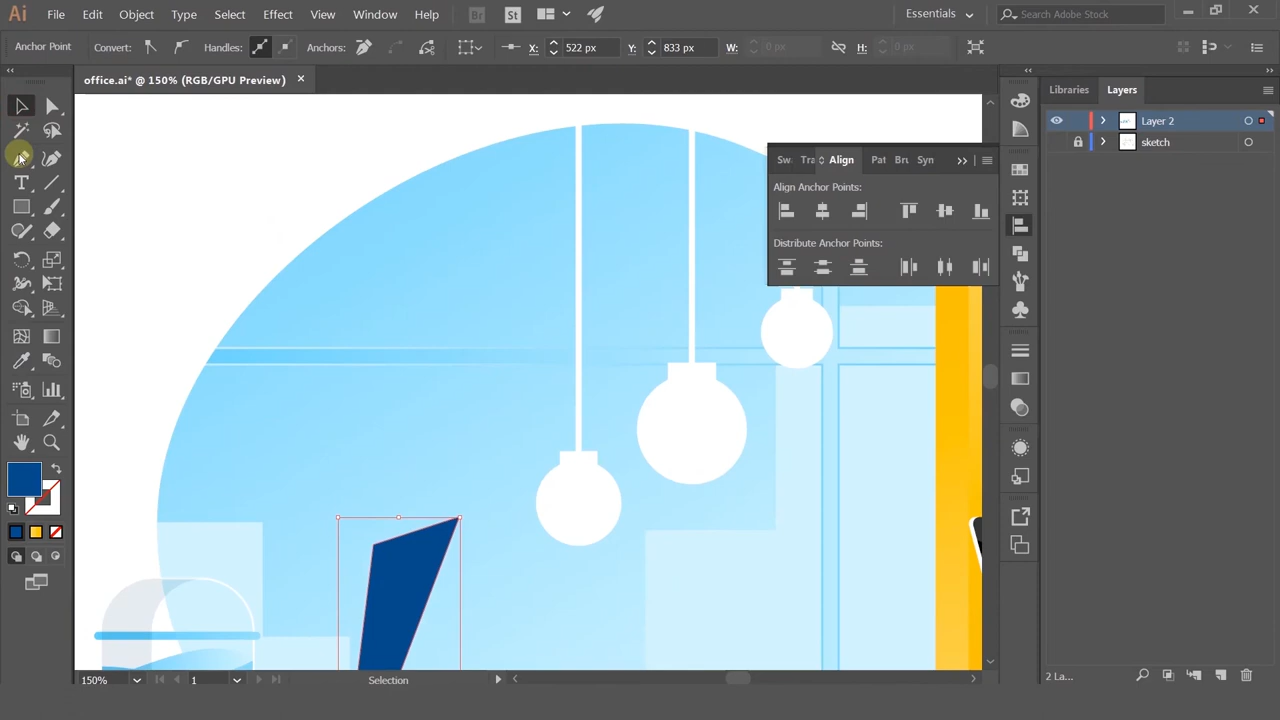 Ai File Edit Object Type Select Effect View Window Help Br St Essentials Search Adobe Stock
Anchor Point Convert: Handles: Anchors: X: 522 px Y: 833 px W: 0 px H: 0 px
office.ai* @ 150% (RGB/GPU Preview) ×
Libraries Layers
Layer 2
sketch
Sw. Tra Align Pat Bru Syn
Align Anchor Points:
Distribute Anchor Points:
T
150% 1 Selection
2 La...